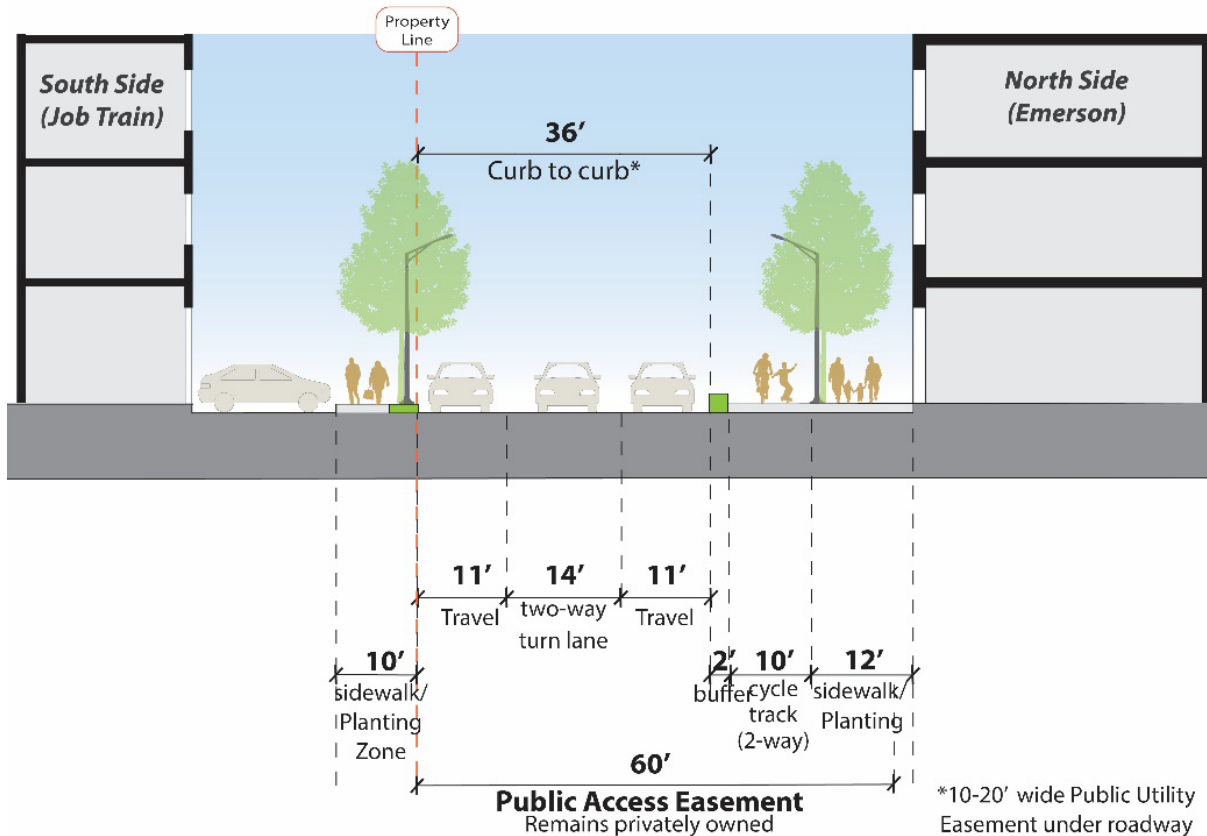 Property
Line
South Side
(Job Train)
North Side
(Emerson)
36’
Curb to curb*
11’
Travel
14’
two-way
turn lane
11’
Travel
10’
sidewalk/
Planting
Zone
2’
buffer
10’
cycle
track
(2-way)
12’
sidewalk/
Planting
60’
Public Access Easement
Remains privately owned
*10-20’ wide Public Utility
Easement under roadway